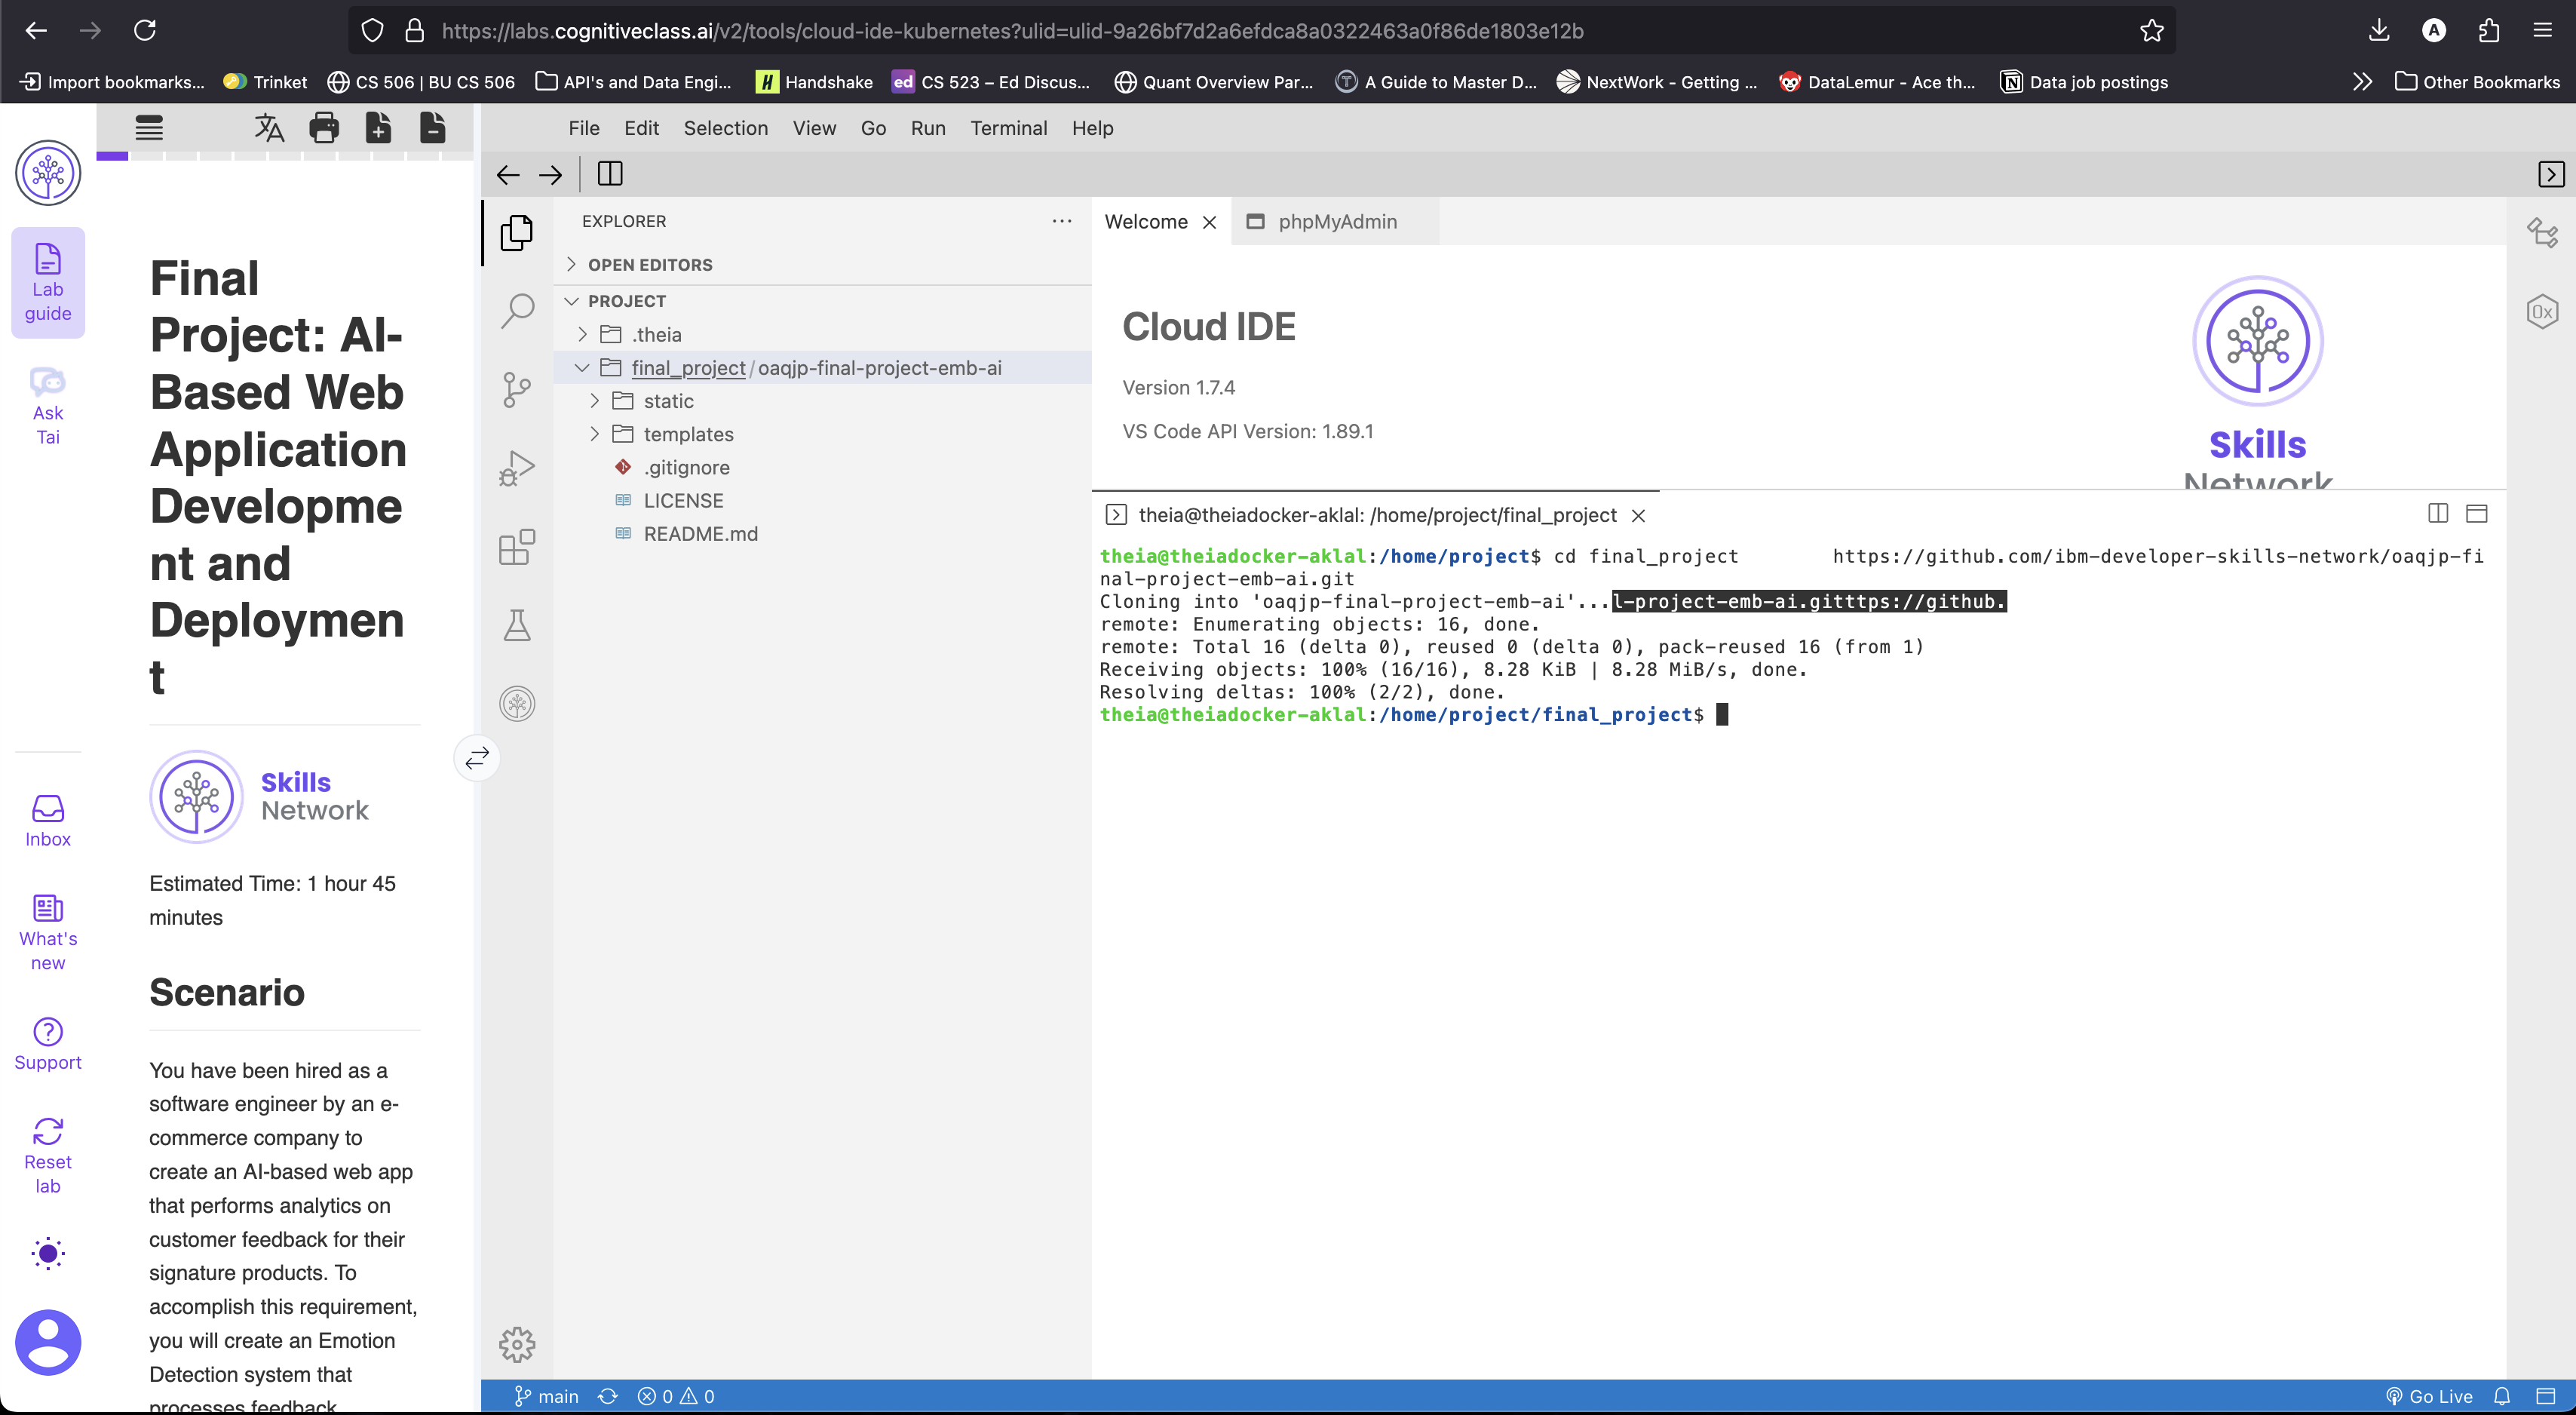 https://labs.cognitiveclass.ai/v2/tools/cloud-ide-kubernetes?ulid=ulid-9a26bf7d2a6efdca8a0322463a0f86de1803e12b
A
Import bookmarks...
Trinket
CS 506 | BU CS 506
API's and Data Engi...
H
Handshake
ed
CS 523 – Ed Discus...
Quant Overview Par...
A Guide to Master D...
NextWork - Getting ...
DataLemur - Ace th...
Data job postings
Other Bookmarks
Lab
guide
Ask
Tai
Inbox
What's
new
Support
Reset
lab
Final
Project: AI-
Based Web
Application
Developme
nt and
Deploymen
t
Skills
Network
Estimated Time: 1 hour 45
minutes
Scenario
You have been hired as a
software engineer by an e-
commerce company to
create an AI-based web app
that performs analytics on
customer feedback for their
signature products. To
accomplish this requirement,
you will create an Emotion
Detection system that
processes feedback
File Edit Selection View Go Run Terminal Help
EXPLORER
OPEN EDITORS
PROJECT
.theia
final_project/oaqjp-final-project-emb-ai
static
templates
.gitignore
LICENSE
README.md
Welcome
phpMyAdmin
Cloud IDE
Version 1.7.4
VS Code API Version: 1.89.1
Skills
Network
0x
theia@theiadocker-aklal: /home/project/final_project
theia@theiadocker-aklal:/home/project$ cd final_project        https://github.com/ibm-developer-skills-network/oaqjp-fi
nal-project-emb-ai.git
Cloning into 'oaqjp-final-project-emb-ai'...l-project-emb-ai.gitttps://github.
remote: Enumerating objects: 16, done.
remote: Total 16 (delta 0), reused 0 (delta 0), pack-reused 16 (from 1)
Receiving objects: 100% (16/16), 8.28 KiB | 8.28 MiB/s, done.
Resolving deltas: 100% (2/2), done.
theia@theiadocker-aklal:/home/project/final_project$
main
0
0
Go Live